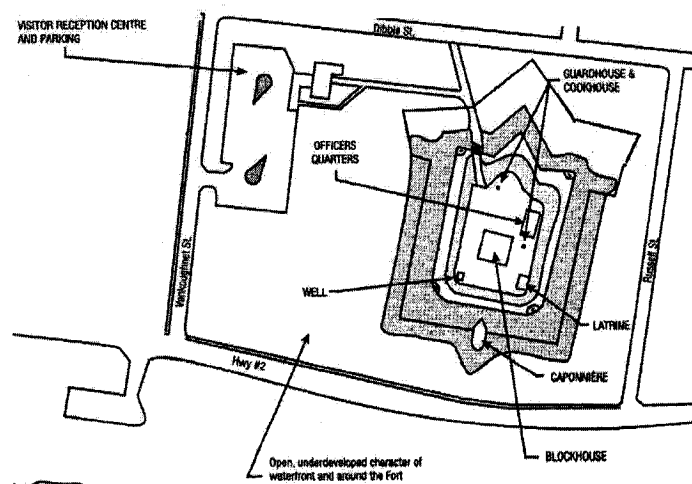 VISITOR RECEPTION CENTRE
AND PARKING
Dibble St.
GUARDHOUSE &
COOKHOUSE
OFFICERS
QUARTERS
Vankoughnet St.
Russell St.
WELL
LATRINE
Hwy #2
CAPONNIÈRE
BLOCKHOUSE
Open, underdeveloped character of
waterfront and around the Fort